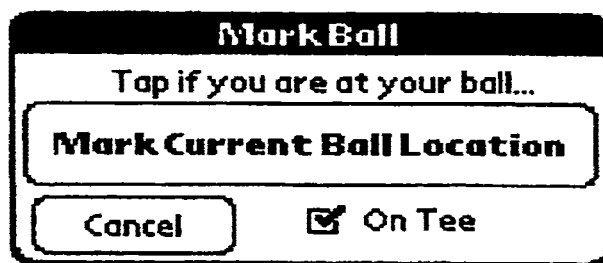 Mark Ball
Tap if you are at your ball...
Mark Current Ball Location
Cancel
On Tee